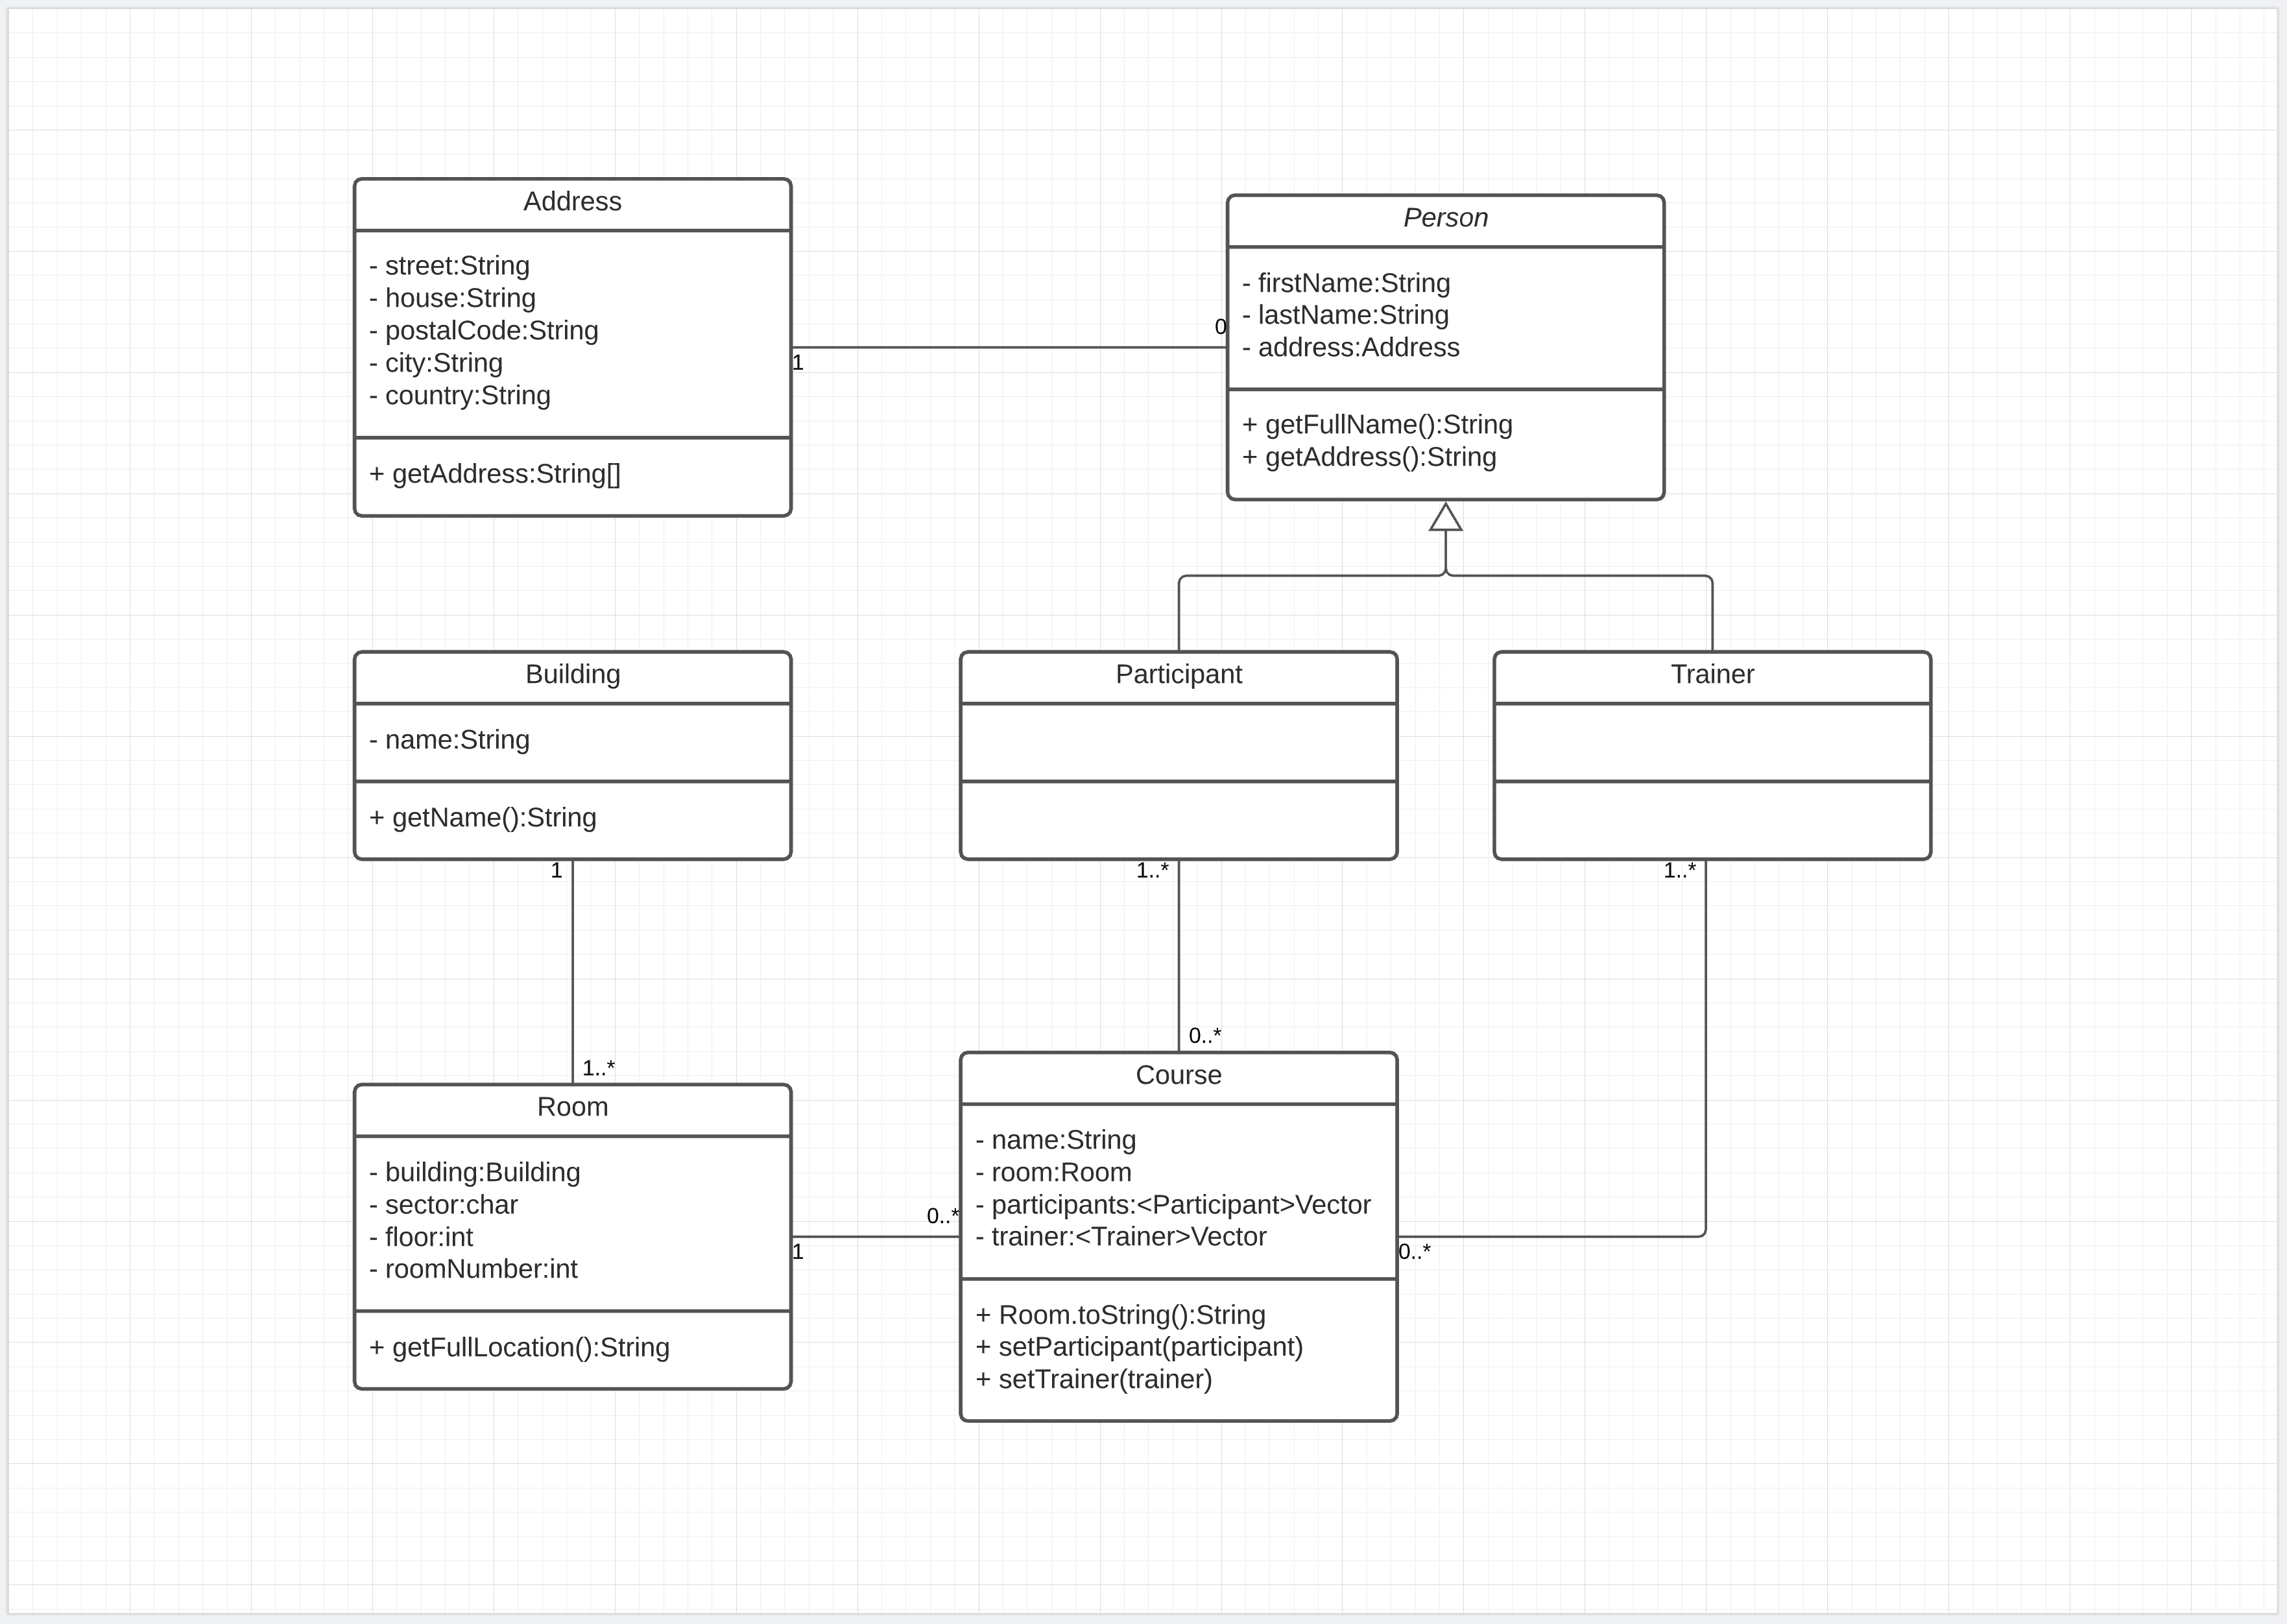 Address
- street:String
- house:String
- postalCode:String
- city:String
- country:String
+ getAddress:String[]
1
0
Person
- firstName:String
- lastName:String
- address:Address
+ getFullName():String
+ getAddress():String
Building
- name:String
+ getName():String
1
1..*
Participant
1..*
0..*
Trainer
1..*
0..*
Room
- building:Building
- sector:char
- floor:int
- roomNumber:int
+ getFullLocation():String
1
0..*
Course
- name:String
- room:Room
- participants:<Participant>Vector
- trainer:<Trainer>Vector
+ Room.toString():String
+ setParticipant(participant)
+ setTrainer(trainer)